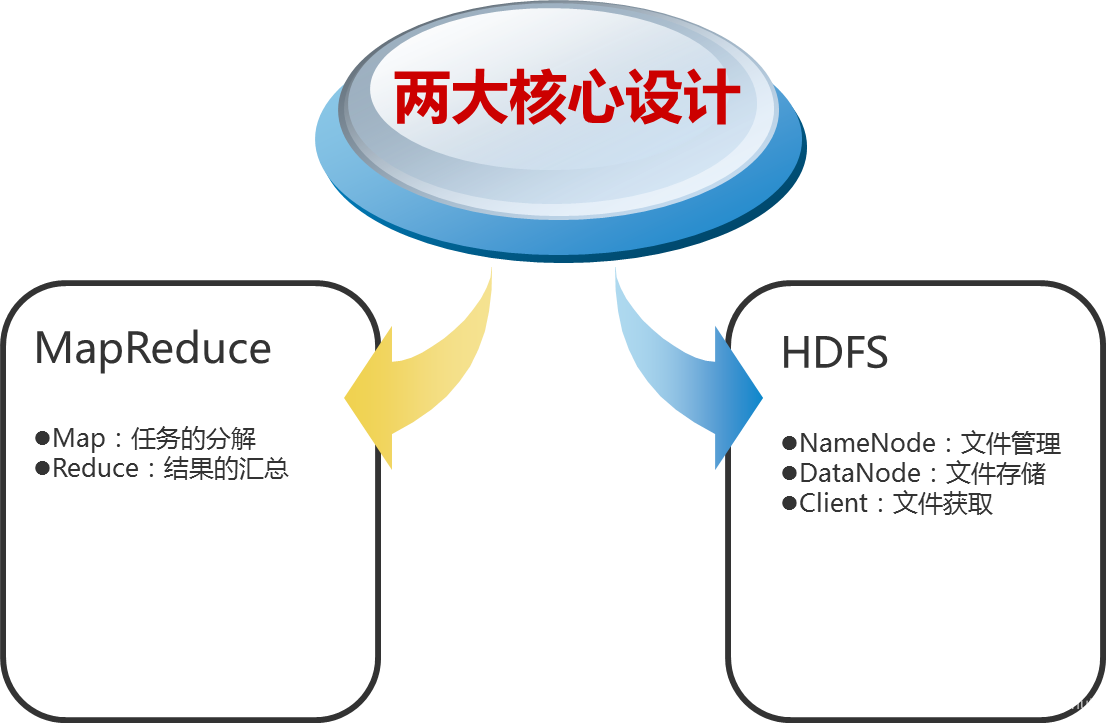 两大核心设计
MapReduce
●Map：任务的分解
●Reduce：结果的汇总
HDFS
●NameNode：文件管理
●DataNode：文件存储
●Client：文件获取